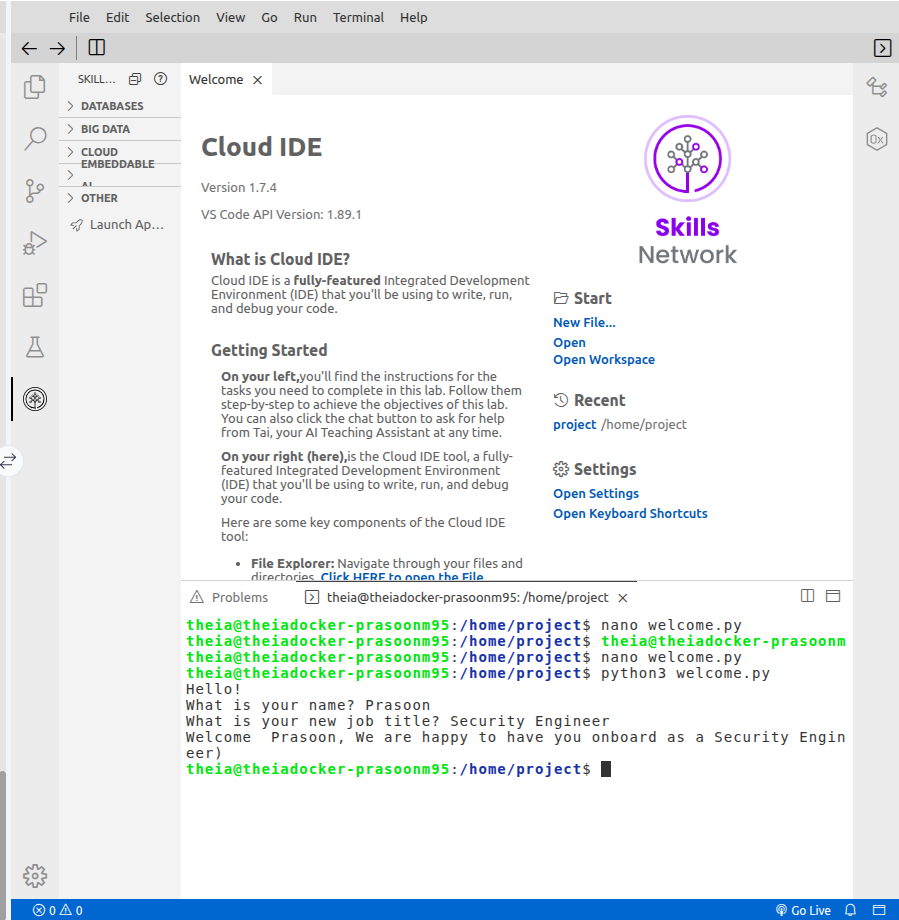 File Edit Selection View Go Run Terminal Help
SKILL...
Welcome
DATABASES
BIG DATA
CLOUD
EMBEDDABLE
AI
OTHER
Launch Ap...
Cloud IDE
Version 1.7.4
VS Code API Version: 1.89.1
What is Cloud IDE?
Cloud IDE is a fully-featured Integrated Development
Environment (IDE) that you'll be using to write, run,
and debug your code.
Getting Started
On your left,you'll find the instructions for the
tasks you need to complete in this lab. Follow them
step-by-step to achieve the objectives of this lab.
You can also click the chat button to ask for help
from Tai, your AI Teaching Assistant at any time.
On your right (here),is the Cloud IDE tool, a fully-
featured Integrated Development Environment
(IDE) that you'll be using to write, run, and debug
your code.
Here are some key components of the Cloud IDE
tool:
• File Explorer: Navigate through your files and
directories. Click HERE to open the File
Skills
Network
Start
New File...
Open
Open Workspace
Recent
project /home/project
Settings
Open Settings
Open Keyboard Shortcuts
0x
Problems
theia@theiadocker-prasoonm95: /home/project
theia@theiadocker-prasoonm95:/home/project$ nano welcome.py
theia@theiadocker-prasoonm95:/home/project$ theia@theiadocker-prasoonm
theia@theiadocker-prasoonm95:/home/project$ nano welcome.py
theia@theiadocker-prasoonm95:/home/project$ python3 welcome.py
Hello!
What is your name? Prasoon
What is your new job title? Security Engineer
Welcome  Prasoon, We are happy to have you onboard as a Security Engin
eer)
theia@theiadocker-prasoonm95:/home/project$
0 0
Go Live